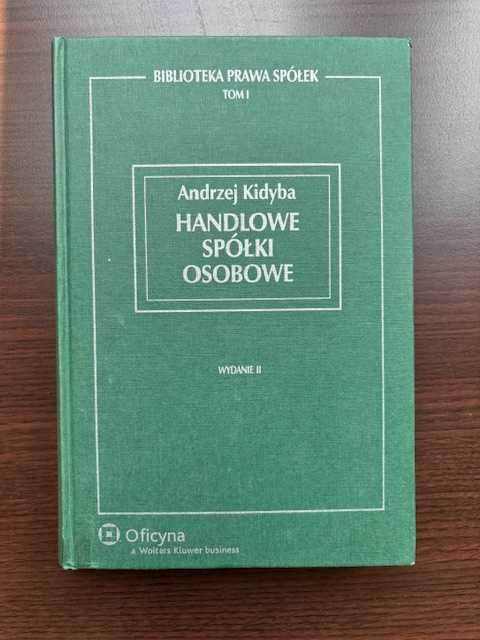 BIBLIOTEKA PRAWA SPÓŁEK
TOM I
Andrzej Kidyba
HANDLOWE
SPÓŁKI
OSOBOWE
WYDANIE II
Oficyna
a Wolters Kluwer business